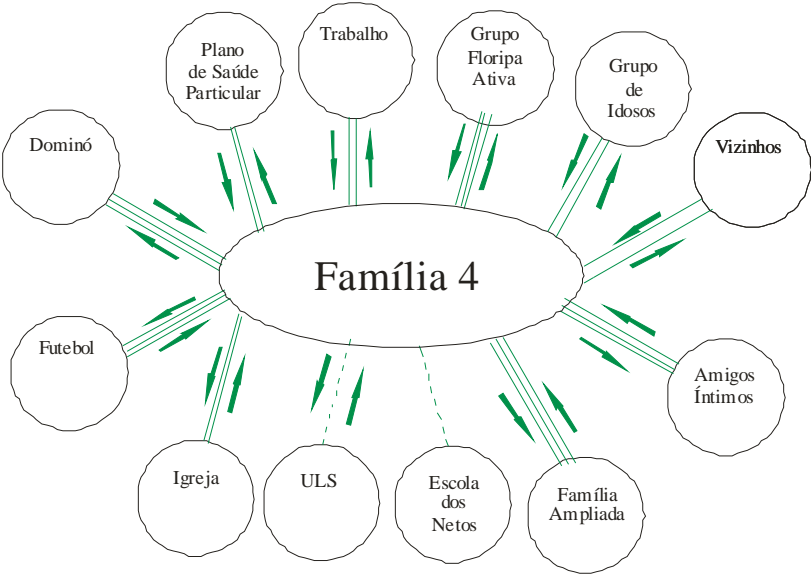 Trabalho
Grupo
Floripa
Ativa
Plano
de Saúde
Particular
Grupo
de
Idosos
Dominó
Vizinhos
Família 4
Futebol
Amigos
Íntimos
Igreja
ULS
Escola
dos
Netos
Família
Ampliada